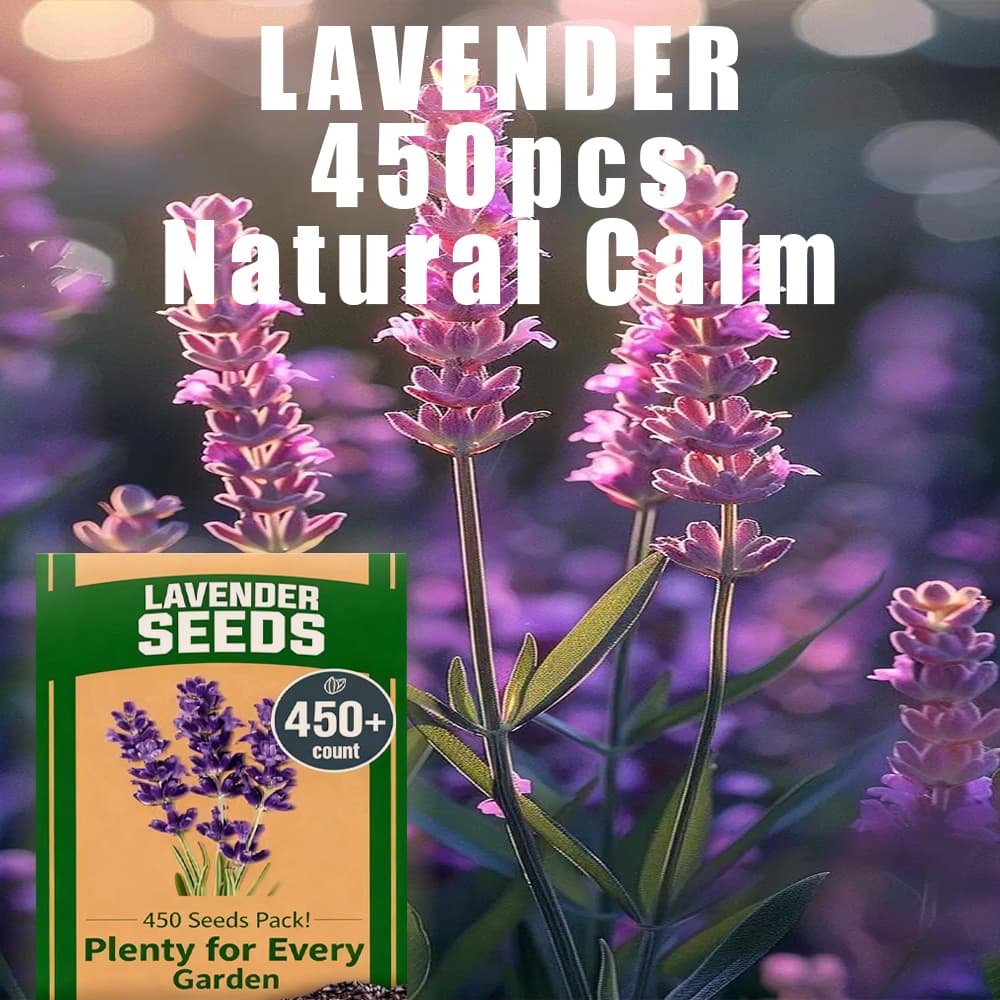 LAVENDER
450pcs
Natural Calm
LAVENDER
SEEDS
450+
count
450 Seeds Pack!
Plenty for Every
Garden